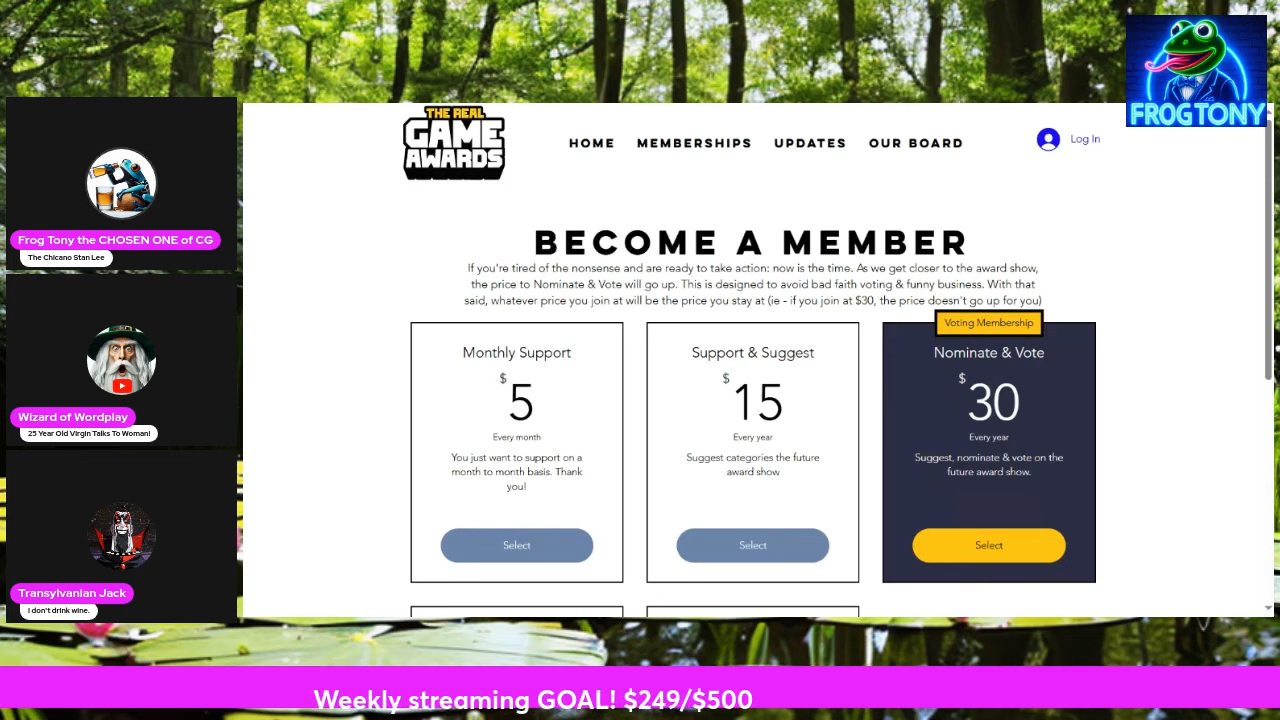 FROGTONY
THE REAL
GAME
AWARDS
HOME MEMBERSHIPS UPDATES OUR BOARD
Log In
BECOME A MEMBER
If you're tired of the nonsense and are ready to take action: now is the time. As we get closer to the award show,
the price to Nominate & Vote will go up. This is designed to avoid bad faith voting & funny business. With that
said, whatever price you join at will be the price you stay at (ie - if you join at $30, the price doesn't go up for you)
Monthly Support
$
5
Every month
You just want to support on a
month to month basis. Thank
you!
Select
Support & Suggest
$
15
Every year
Suggest categories the future
award show
Select
Voting Membership
Nominate & Vote
$
30
Every year
Suggest, nominate & vote on the
future award show.
Select
Frog Tony the CHOSEN ONE of CG
The Chicano Stan Lee
Wizard of Wordplay
25 Year Old Virgin Talks To Woman!
Transylvanian Jack
I don't drink wine.
Weekly streaming GOAL! $249/$500